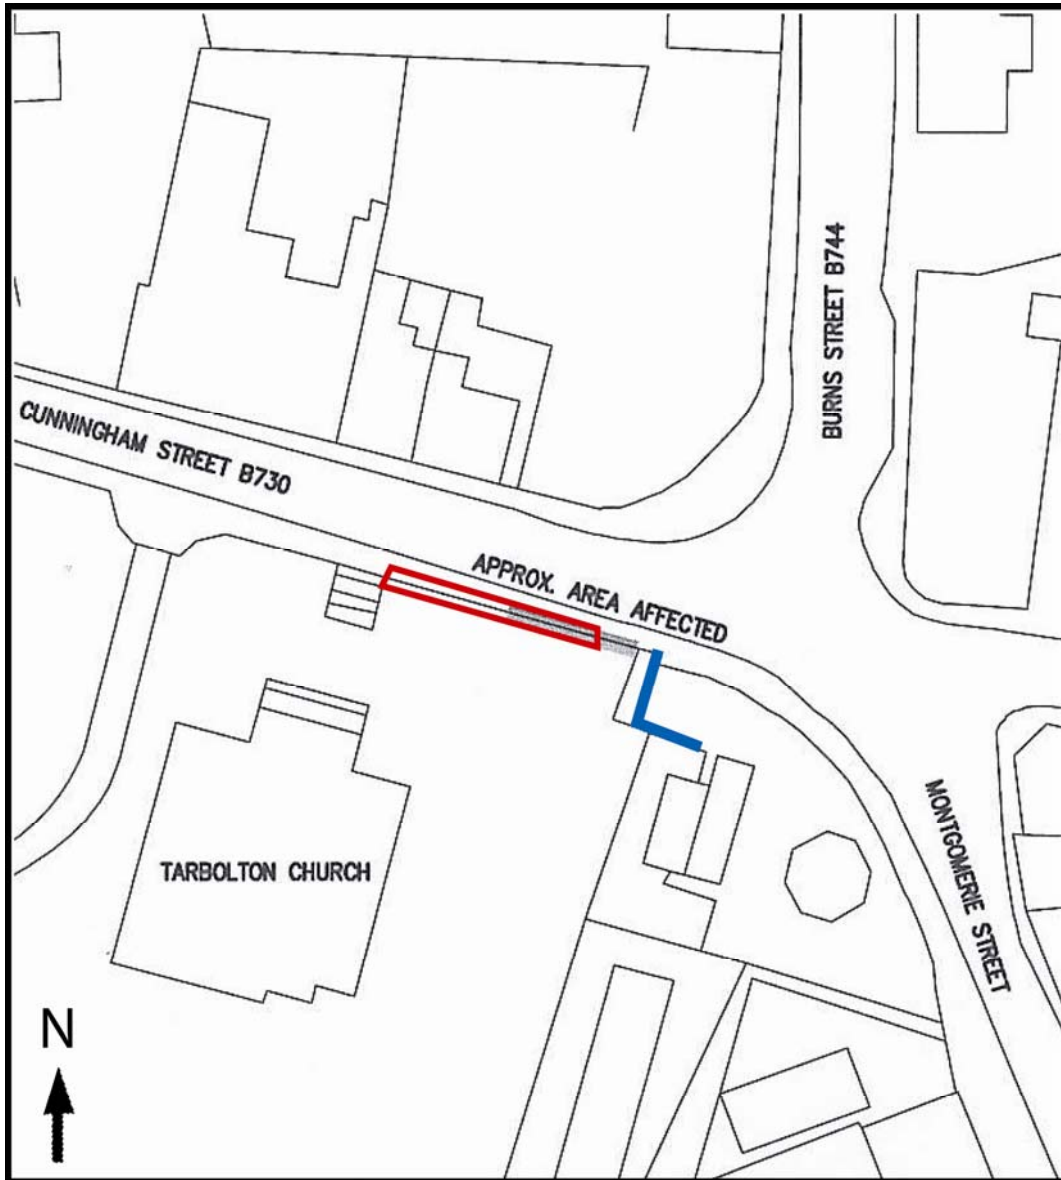 BURNS STREET B744
CUNNINGHAM STREET B730
APPROX. AREA AFFECTED
MONTGOMERIE STREET
TARBOLTON CHURCH
N